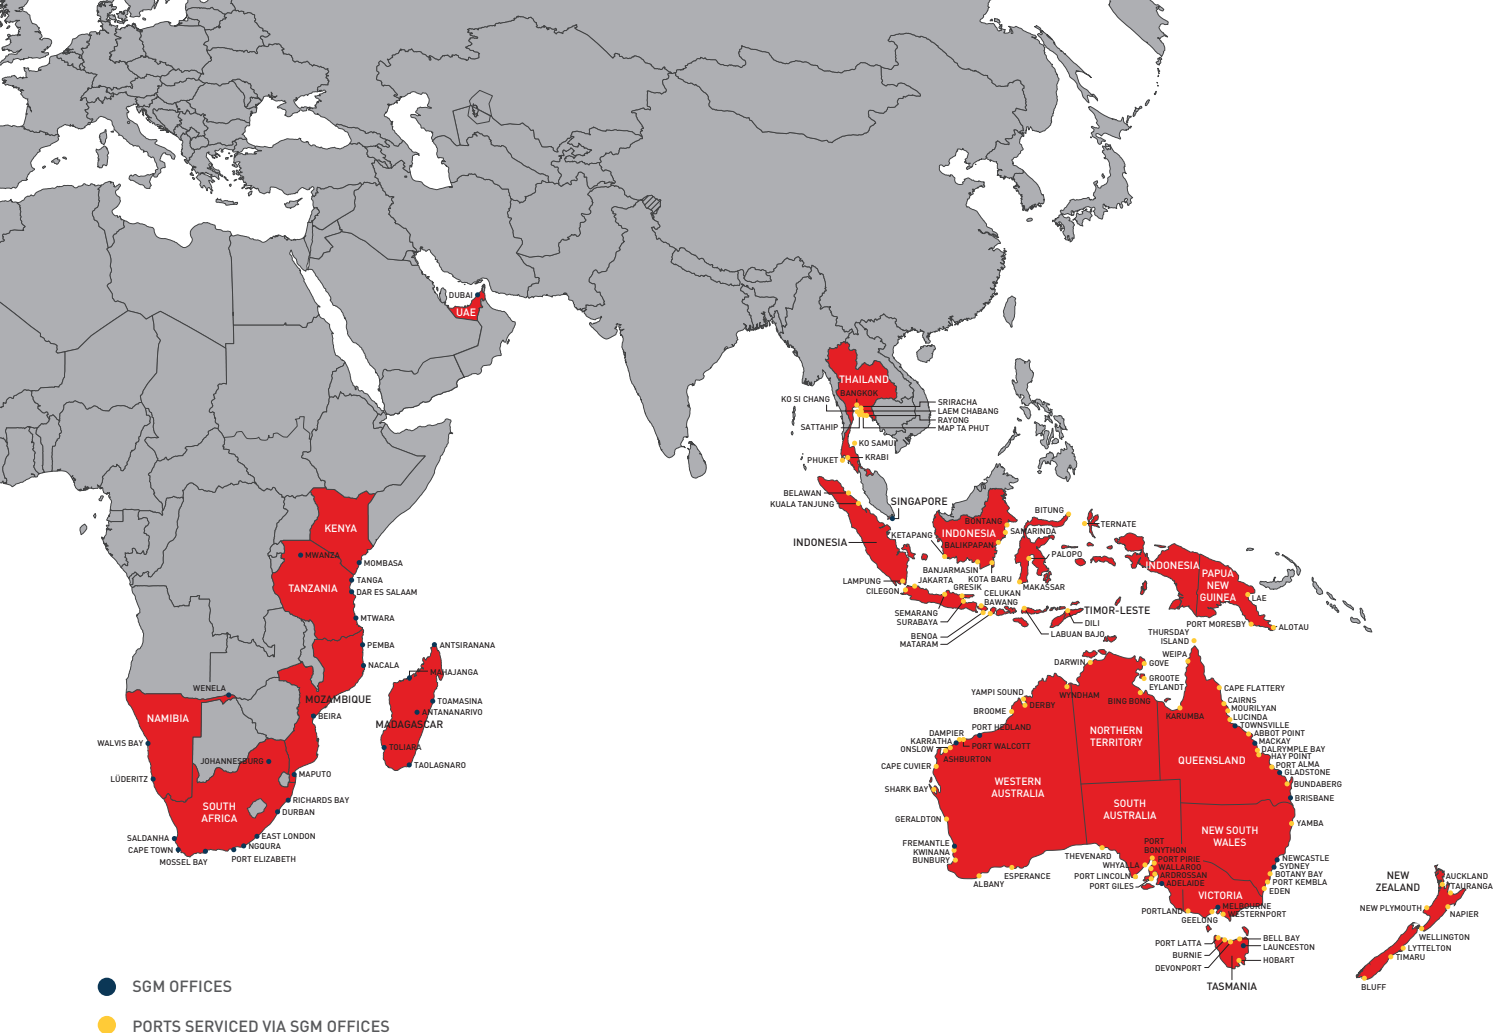 DUBAI
UAE
THAILAND
BANGKOK
KO SI CHANG
SRIRACHA
LAEM CHABANG
RAYONG
MAP TA PHUT
SATTAHIP
KO SAMUI
KRABI
PHUKET
BELAWAN
KUALA TANJUNG
SINGAPORE
INDONESIA
KETAPANG
BONTANG
INDONESIA
BALIKPAPAN
SAMARINDA
BITUNG
TERNATE
PALOPO
BANJARMASIN
KOTA BARU
MAKASSAR
LAMPUNG
CILEGON
JAKARTA
GRESIK
CELUKAN
BAWANG
SEMARANG
SURABAYA
BENOA
MATARAM
LABUAN BAJO
DILI
TIMOR-LESTE
INDONESIA
PAPUA
NEW
GUINEA
LAE
PORT MORESBY
ALOTAU
KENYA
MWANZA
MOMBASA
TANZANIA
TANGA
DAR ES SALAAM
MTWARA
PEMBA
NACALA
ANTSIRANANA
MAHAJANGA
TOAMASINA
ANTANANARIVO
MADAGASCAR
TOLIARA
TAOLAGNARO
WENELA
MOZAMBIQUE
BEIRA
NAMIBIA
WALVIS BAY
LÜDERITZ
JOHANNESBURG
MAPUTO
SOUTH
AFRICA
RICHARDS BAY
DURBAN
EAST LONDON
NGQURA
PORT ELIZABETH
SALDANHA
CAPE TOWN
MOSSEL BAY
THURSDAY
ISLAND
WEIPA
DARWIN
GOVE
GROOTE
EYLANDT
BING BONG
WYNDHAM
KARUMBA
YAMPI SOUND
DERBY
BROOME
PORT HEDLAND
DAMPIER
KARRATHA
PORT WALCOTT
ONSLOW
ASHBURTON
CAPE CUVIER
SHARK BAY
GERALDTON
FREMANTLE
KWINANA
BUNBURY
ALBANY
ESPERANCE
WESTERN
AUSTRALIA
NORTHERN
TERRITORY
SOUTH
AUSTRALIA
QUEENSLAND
CAPE FLATTERY
CAIRNS
MOURILYAN
LUCINDA
TOWNSVILLE
ABBOT POINT
MACKAY
DALRYMPLE BAY
HAY POINT
PORT ALMA
GLADSTONE
BUNDABERG
BRISBANE
YAMBA
NEW SOUTH
WALES
NEWCASTLE
SYDNEY
BOTANY BAY
PORT KEMBLA
EDEN
THEVENARD
PORT
BONYTHON
PORT PIRIE
WHYALLA
WALLAROO
PORT LINCOLN
ARDROSSAN
PORT GILES
ADELAIDE
VICTORIA
PORTLAND
MELBOURNE
GEELONG
WESTERNPORT
PORT LATTA
BURNIE
DEVONPORT
BELL BAY
LAUNCESTON
HOBART
TASMANIA
NEW
ZEALAND
AUCKLAND
TAURANGA
NEW PLYMOUTH
NAPIER
WELLINGTON
LYTTELTON
TIMARU
BLUFF
SGM OFFICES
PORTS SERVICED VIA SGM OFFICES